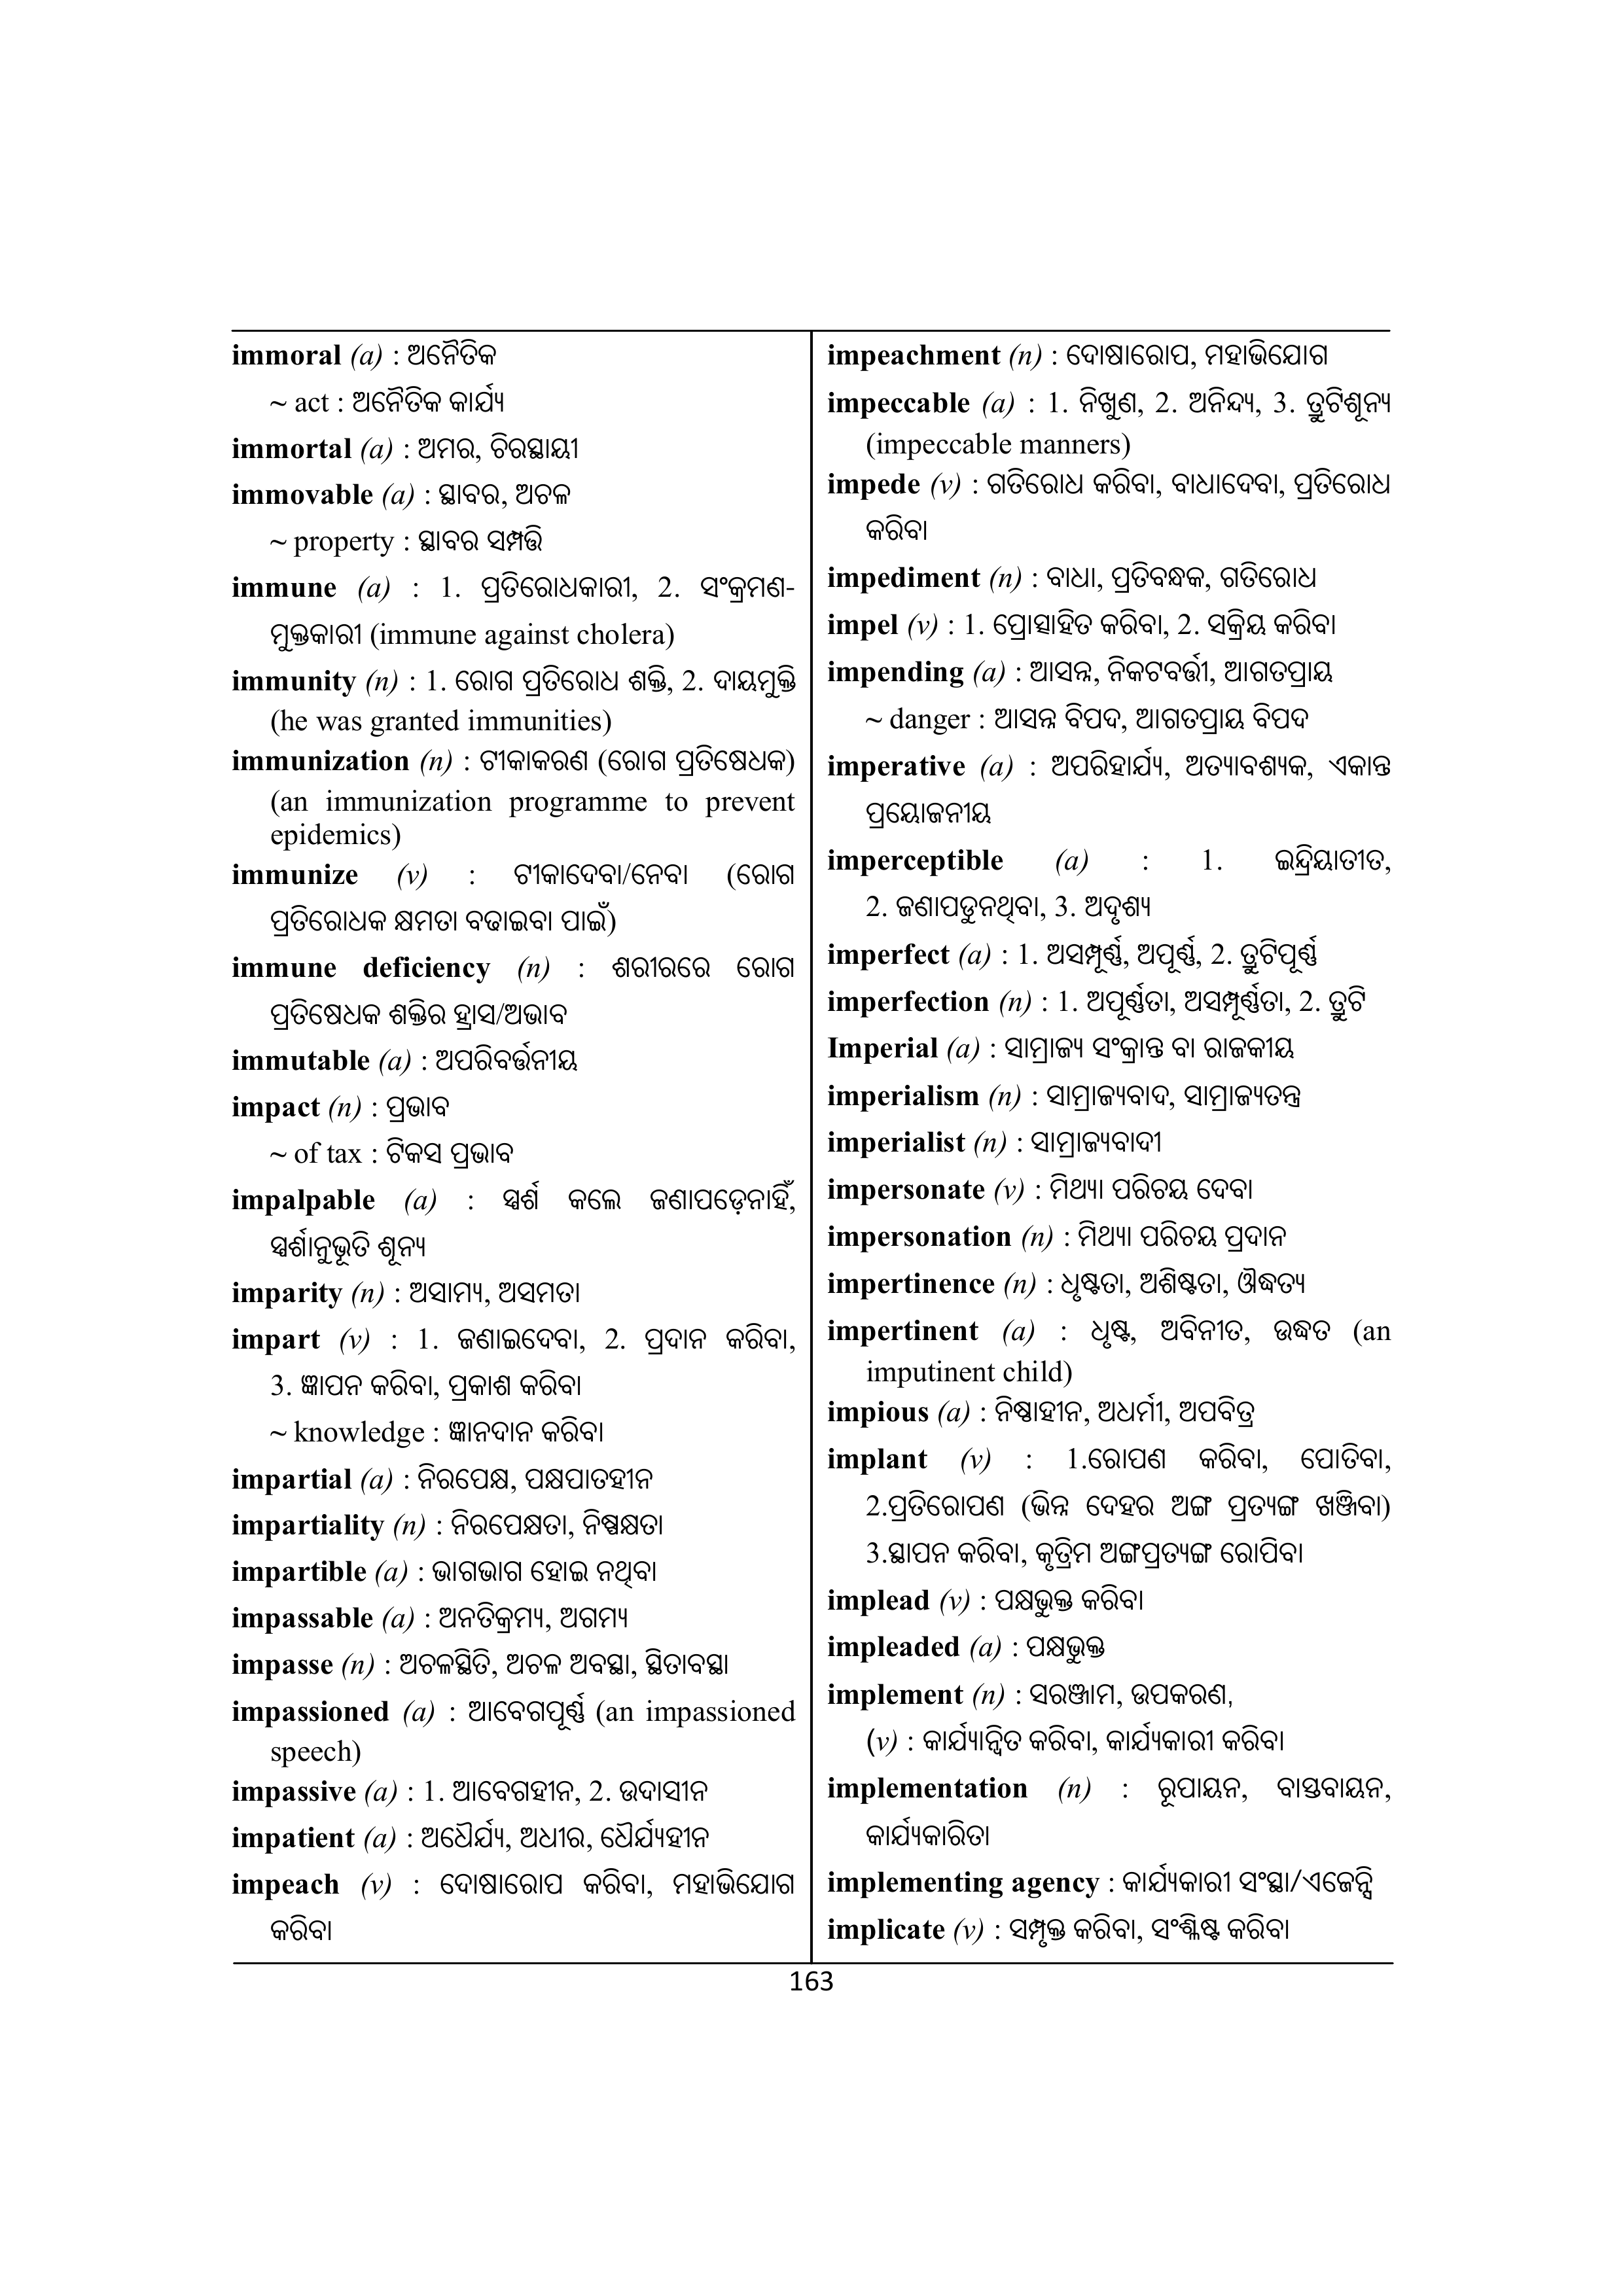 immoral (a) : ଅନୈତିକ
~ act : ଅନୈତିକ କାର୍ଯ୍ୟ
immortal (a) : ଅମର, ଚିରସ୍ଥାୟୀ
immovable (a) : ସ୍ଥାବର, ଅଚଳ
~ property : ସ୍ଥାବର ସମ୍ପତ୍ତି
immune (a) : 1. ପ୍ରତିରୋଧକାରୀ, 2. ସଂକ୍ରମଣ-
ମୁକ୍ତକାରୀ (immune against cholera)
immunity (n) : 1. ରୋଗ ପ୍ରତିରୋଧ ଶକ୍ତି, 2. ଦାୟମୁକ୍ତି
(he was granted immunities)
immunization (n) : ଟୀକାକରଣ (ରୋଗ ପ୍ରତିଷେଧକ)
(an immunization programme to prevent
epidemics)
immunize (v) : ଟୀକାଦେବା/ନେବା (ରୋଗ
ପ୍ରତିରୋଧକ କ୍ଷମତା ବଢାଇବା ପାଇଁ)
immune deficiency (n) : ଶରୀରରେ ରୋଗ
ପ୍ରତିଷେଧକ ଶକ୍ତିର ହ୍ରାସ/ଅଭାବ
immutable (a) : ଅପରିବର୍ତ୍ତନୀୟ
impact (n) : ପ୍ରଭାବ
~ of tax : ଟିକସ ପ୍ରଭାବ
impalpable (a) : ସ୍ପର୍ଶ କଲେ ଜଣାପଡ଼େନାହିଁ,
ସ୍ପର୍ଶାନୁଭୂତି ଶୂନ୍ୟ
imparity (n) : ଅସାମ୍ୟ, ଅସମତା
impart (v) : 1. ଜଣାଇଦେବା, 2. ପ୍ରଦାନ କରିବା,
3. ଜ୍ଞାପନ କରିବା, ପ୍ରକାଶ କରିବା
~ knowledge : ଜ୍ଞାନଦାନ କରିବା
impartial (a) : ନିରପେକ୍ଷ, ପକ୍ଷପାତହୀନ
impartiality (n) : ନିରପେକ୍ଷତା, ନିଷ୍ପକ୍ଷତା
impartible (a) : ଭାଗଭାଗ ହୋଇ ନଥିବା
impassable (a) : ଅନତିକ୍ରମ୍ୟ, ଅଗମ୍ୟ
impasse (n) : ଅଚଳସ୍ଥିତି, ଅଚଳ ଅବସ୍ଥା, ସ୍ଥିତାବସ୍ଥା
impassioned (a) : ଆବେଗପୂର୍ଣ୍ଣ (an impassioned
speech)
impassive (a) : 1. ଆବେଗହୀନ, 2. ଉଦାସୀନ
impatient (a) : ଅଧୈର୍ଯ୍ୟ, ଅଧୀର, ଧୈର୍ଯ୍ୟହୀନ
impeach (v) : ଦୋଷାରୋପ କରିବା, ମହାଭିଯୋଗ
କରିବା
impeachment (n) : ଦୋଷାରୋପ, ମହାଭିଯୋଗ
impeccable (a) : 1. ନିଖୁଣ, 2. ଅନିନ୍ଦ୍ୟ, 3. ତ୍ରୁଟିଶୂନ୍ୟ
(impeccable manners)
impede (v) : ଗତିରୋଧ କରିବା, ବାଧାଦେବା, ପ୍ରତିରୋଧ
କରିବା
impediment (n) : ବାଧା, ପ୍ରତିବନ୍ଧକ, ଗତିରୋଧ
impel (v) : 1. ପ୍ରୋତ୍ସାହିତ କରିବା, 2. ସକ୍ରିୟ କରିବା
impending (a) : ଆସନ୍ନ, ନିକଟବର୍ତ୍ତୀ, ଆଗତପ୍ରାୟ
~ danger : ଆସନ୍ନ ବିପଦ, ଆଗତପ୍ରାୟ ବିପଦ
imperative (a) : ଅପରିହାର୍ଯ୍ୟ, ଅତ୍ୟାବଶ୍ୟକ, ଏକାନ୍ତ
ପ୍ରୟୋଜନୀୟ
imperceptible (a) : 1. ଇନ୍ଦ୍ରିୟାତୀତ,
2. ଜଣାପଡୁନଥିବା, 3. ଅଦୃଶ୍ୟ
imperfect (a) : 1. ଅସମ୍ପୂର୍ଣ୍ଣ, ଅପୂର୍ଣ୍ଣ, 2. ତ୍ରୁଟିପୂର୍ଣ୍ଣ
imperfection (n) : 1. ଅପୂର୍ଣ୍ଣତା, ଅସମ୍ପୂର୍ଣ୍ଣତା, 2. ତ୍ରୁଟି
Imperial (a) : ସାମ୍ରାଜ୍ୟ ସଂକ୍ରାନ୍ତ ବା ରାଜକୀୟ
imperialism (n) : ସାମ୍ରାଜ୍ୟବାଦ, ସାମ୍ରାଜ୍ୟତନ୍ତ୍ର
imperialist (n) : ସାମ୍ରାଜ୍ୟବାଦୀ
impersonate (v) : ମିଥ୍ୟା ପରିଚୟ ଦେବା
impersonation (n) : ମିଥ୍ୟା ପରିଚୟ ପ୍ରଦାନ
impertinence (n) : ଧୃଷ୍ଟତା, ଅଶିଷ୍ଟତା, ଔଦ୍ଧତ୍ୟ
impertinent (a) : ଧୃଷ୍ଟ, ଅବିନୀତ, ଉଦ୍ଧତ (an
imputinent child)
impious (a) : ନିଷ୍ଠାହୀନ, ଅଧର୍ମୀ, ଅପବିତ୍ର
implant (v) : 1.ରୋପଣ କରିବା, ପୋତିବା,
2.ପ୍ରତିରୋପଣ (ଭିନ୍ନ ଦେହର ଅଙ୍ଗ ପ୍ରତ୍ୟଙ୍ଗ ଖଞ୍ଜିବା)
3.ସ୍ଥାପନ କରିବା, କୃତ୍ରିମ ଅଙ୍ଗପ୍ରତ୍ୟଙ୍ଗ ରୋପିବା
implead (v) : ପକ୍ଷଭୁକ୍ତ କରିବା
impleaded (a) : ପକ୍ଷଭୁକ୍ତ
implement (n) : ସରଞ୍ଜାମ, ଉପକରଣ,
(v) : କାର୍ଯ୍ୟାନ୍ୱିତ କରିବା, କାର୍ଯ୍ୟକାରୀ କରିବା
implementation (n) : ରୂପାୟନ, ବାସ୍ତବାୟନ,
କାର୍ଯ୍ୟକାରିତା
implementing agency : କାର୍ଯ୍ୟକାରୀ ସଂସ୍ଥା/ଏଜେନ୍ସି
implicate (v) : ସମ୍ପୃକ୍ତ କରିବା, ସଂଶ୍ଳିଷ୍ଟ କରିବା
163